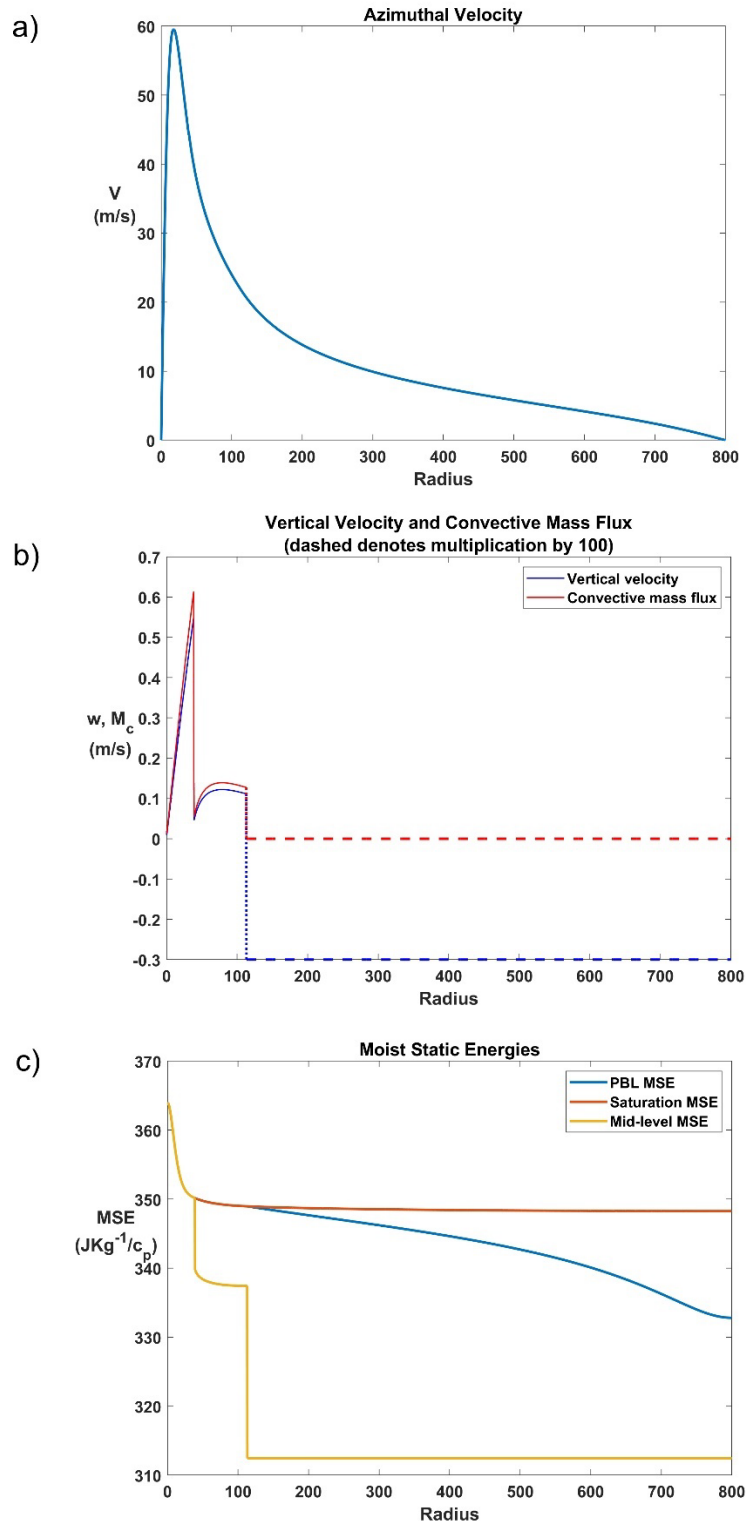 a)
Azimuthal Velocity
60
50
40
30
20
10
0
V
(m/s)
0 100 200 300 400 500 600 700 800
Radius
b)
Vertical Velocity and Convective Mass Flux
(dashed denotes multiplication by 100)
0.7
0.6
0.5
0.4
0.3
0.2
0.1
0
-0.1
-0.2
-0.3
w, M_c
(m/s)
Vertical velocity
Convective mass flux
0 100 200 300 400 500 600 700 800
Radius
c)
Moist Static Energies
370
360
350
340
330
320
310
MSE
(JKg^-1/c_p)
PBL MSE
Saturation MSE
Mid-level MSE
0 100 200 300 400 500 600 700 800
Radius